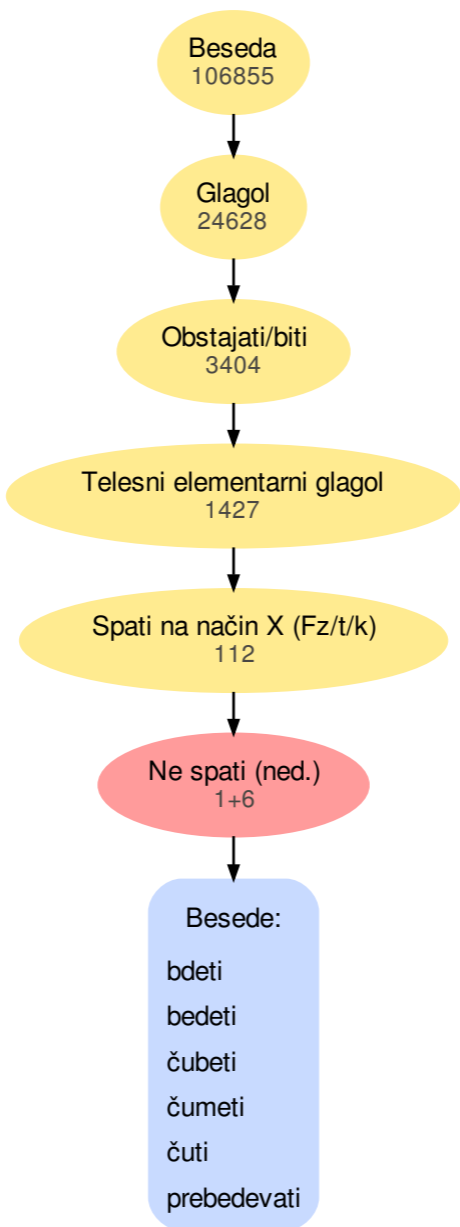 Beseda
106855
Glagol
24628
Obstajati/biti
3404
Telesni elementarni glagol
1427
Spati na način X (Fz/t/k)
112
Ne spati (ned.)
1+6
Besede:
bdeti
bedeti
čubeti
čumeti
čuti
prebedevati